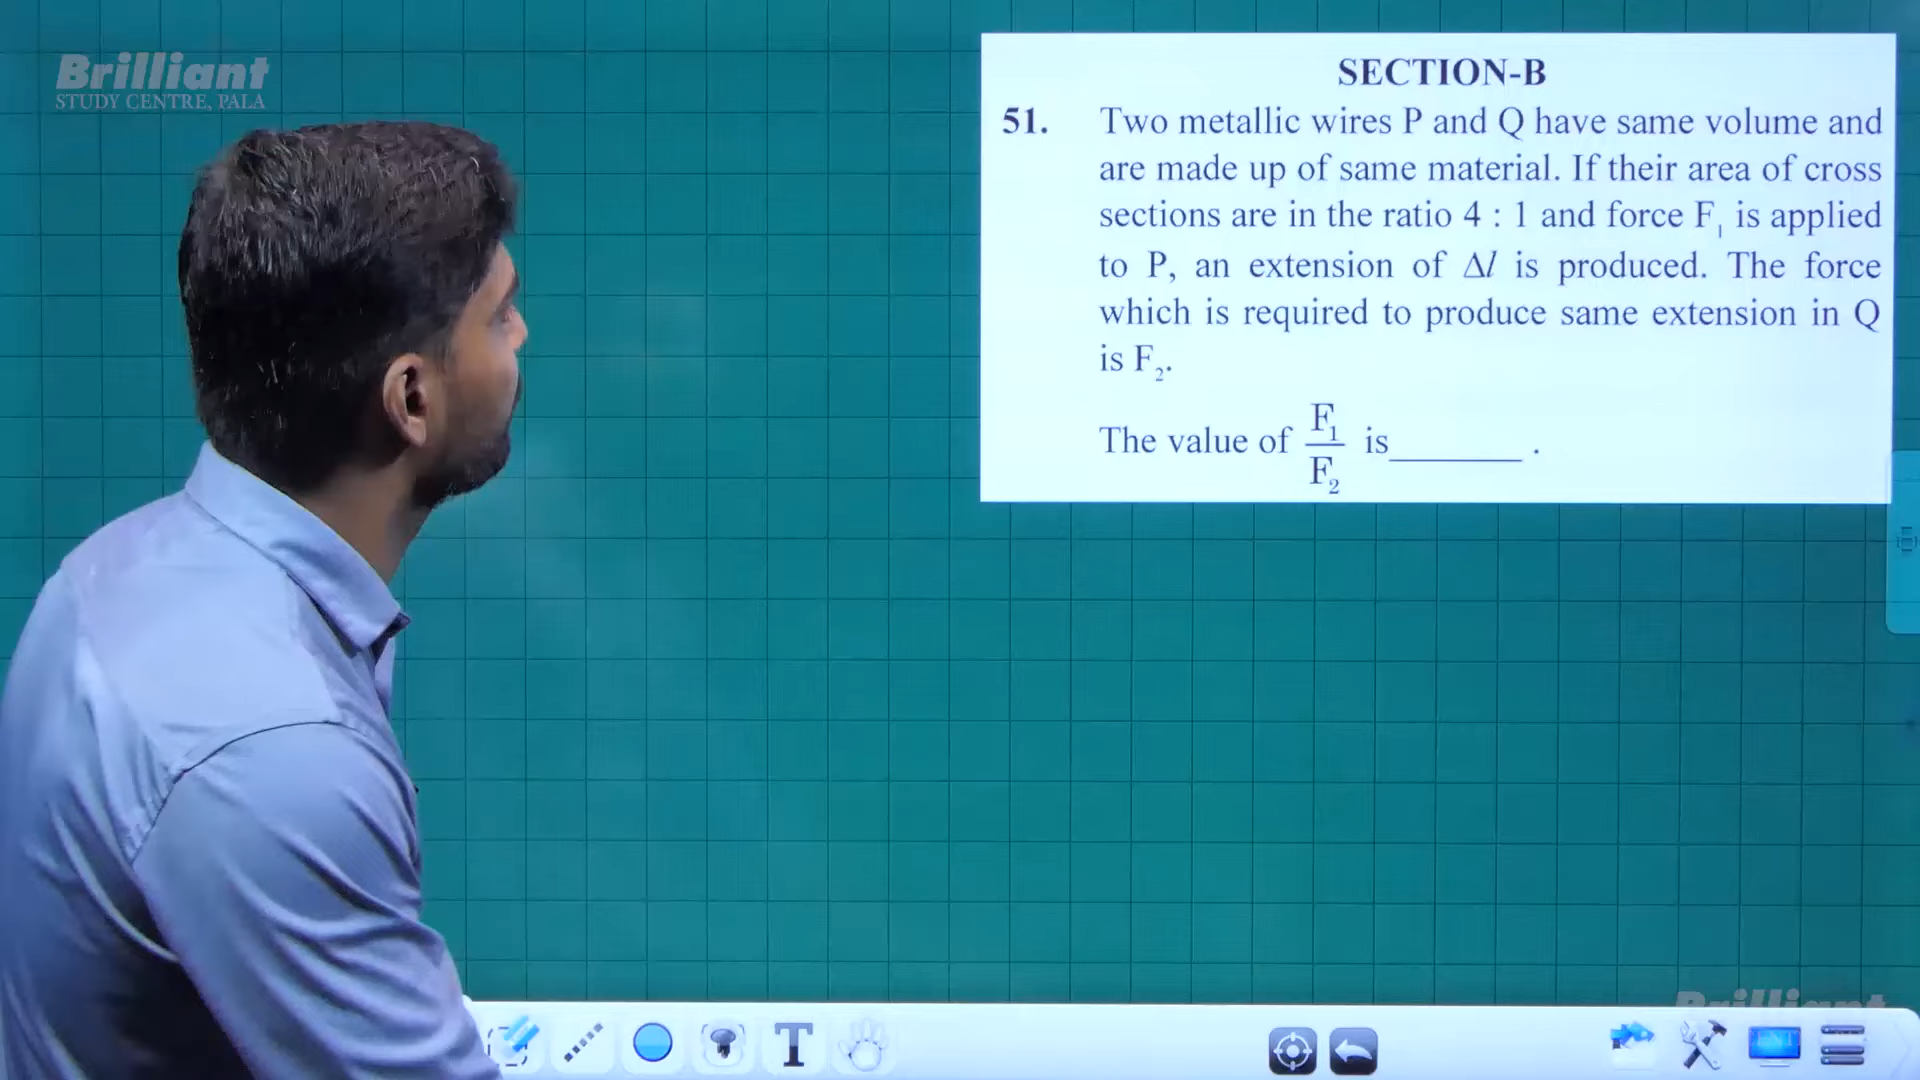 Brilliant
STUDY CENTRE, PALA
SECTION-B
51. Two metallic wires P and Q have same volume and
are made up of same material. If their area of cross
sections are in the ratio 4 : 1 and force F₁ is applied
to P, an extension of Δl is produced. The force
which is required to produce same extension in Q
is F₂.
The value of F₁/F₂ is_______ .
T
Brilliant